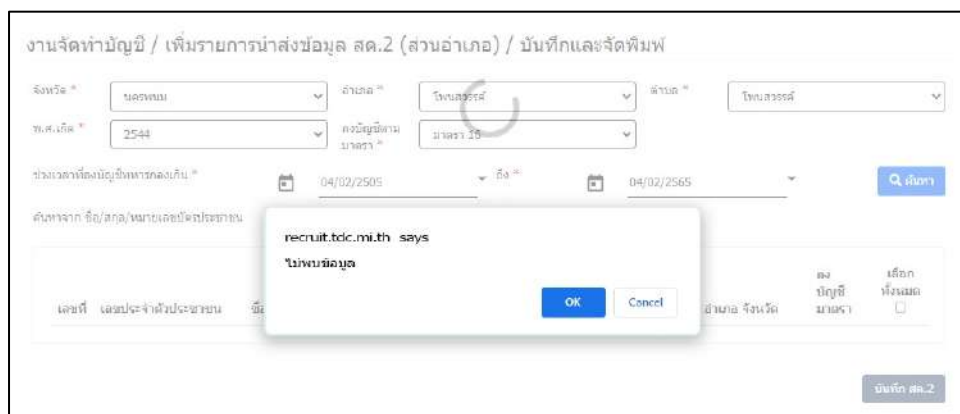 งานจัดทำบัญชี / เพิ่มรายการนำส่งข้อมูล สด.2 (ส่วนอำเภอ) / บันทึกและจัดพิมพ์
จังหวัด * นครพนม อำเภอ * โพนสวรรค์ ตำบล * โพนสวรรค์
พ.ศ.เกิด * 2544 ลงบัญชีตาม มาตรา 16
มาตรา *
ช่วงเวลาที่ลงบัญชีทหารกองเกิน * 04/02/2505 ถึง * 04/02/2565 ค้นหา
ค้นหาจาก ชื่อ/สกุล/หมายเลขบัตรประชาชน
recruit.tdc.mi.th says
ไม่พบข้อมูล
OK Cancel
เลขที่ เลขประจำตัวประชาชน ชื่อ อำเภอ จังหวัด
ลง
บัญชี
มาตรา
เลือก
ทั้งหมด
บันทึก สด.2